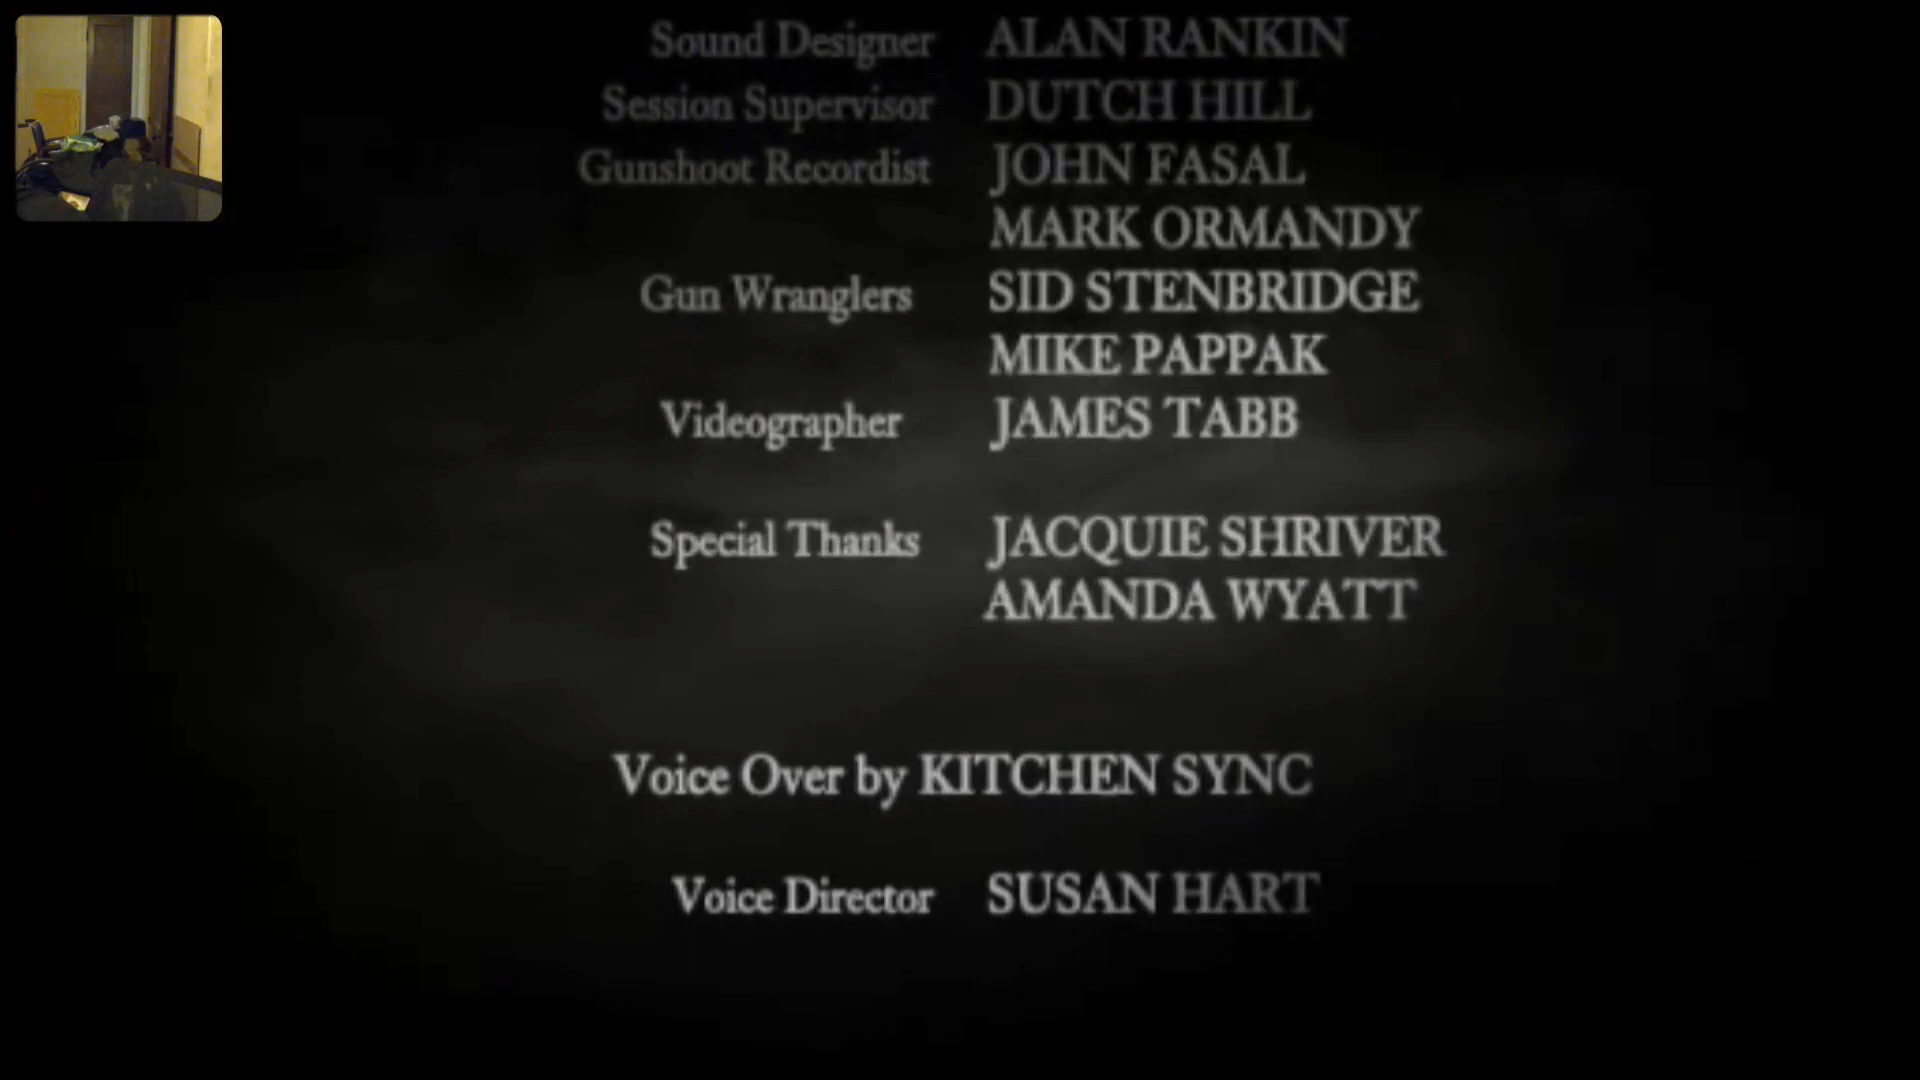 Sound Designer ALAN RANKIN
Session Supervisor DUTCH HILL
Gunshoot Recordist JOHN FASAL
MARK ORMANDY
Gun Wranglers SID STENBRIDGE
MIKE PAPPAK
Videographer JAMES TABB
Special Thanks JACQUIE SHRIVER
AMANDA WYATT
Voice Over by KITCHEN SYNC
Voice Director SUSAN HART